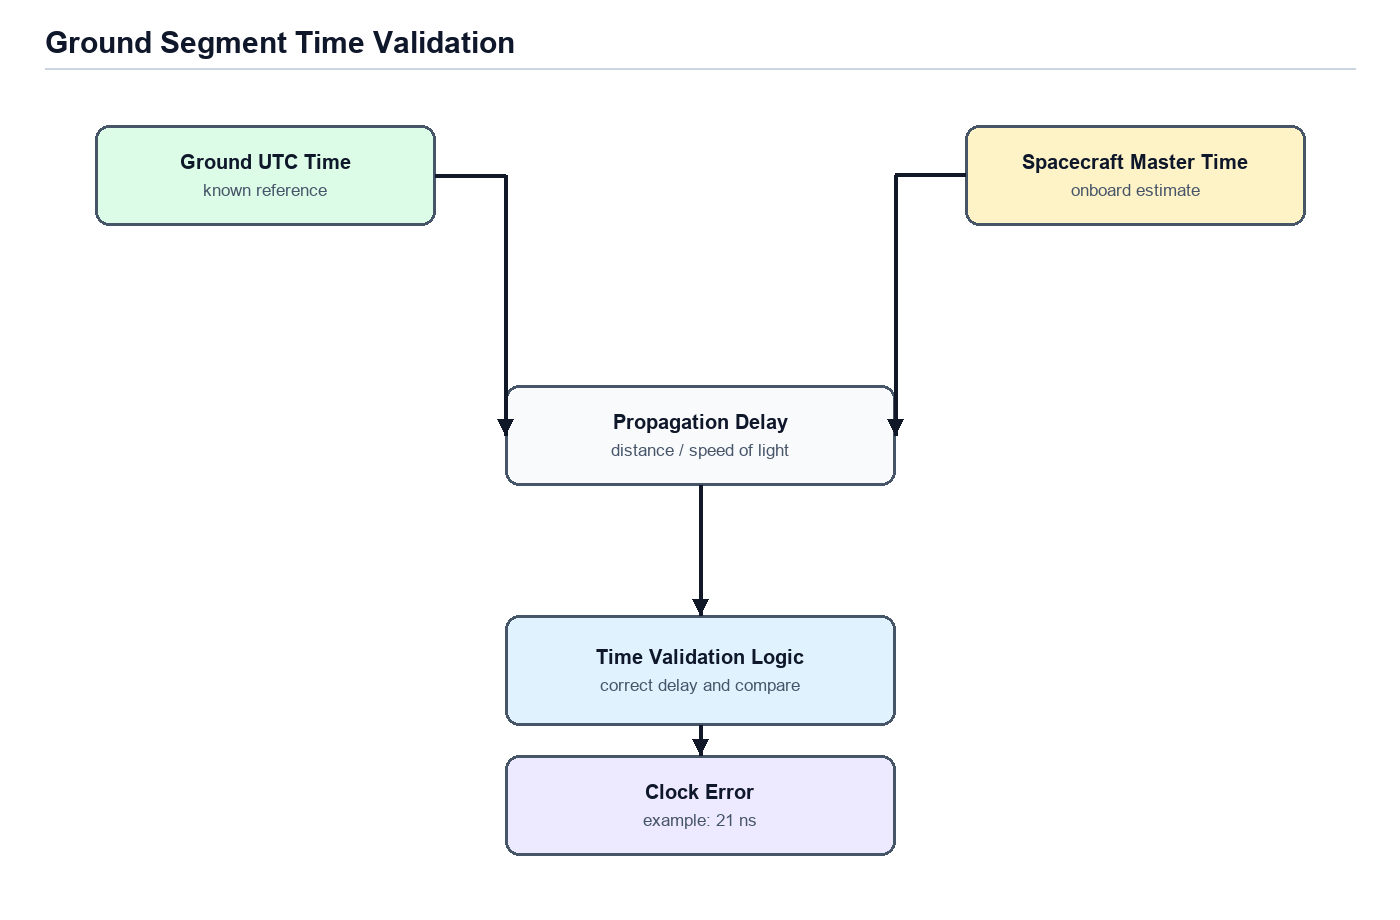 Ground Segment Time Validation
Ground UTC Time
known reference
Spacecraft Master Time
onboard estimate
Propagation Delay
distance / speed of light
Time Validation Logic
correct delay and compare
Clock Error
example: 21 ns